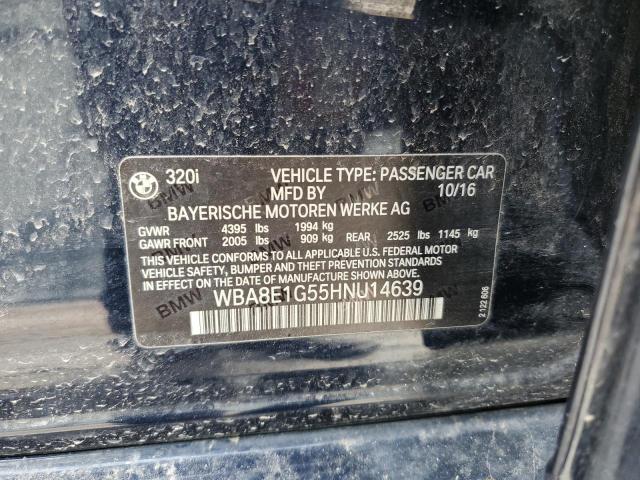 BMW 320i VEHICLE TYPE: PASSENGER CAR
MFD BY 10/16
BAYERISCHE MOTOREN WERKE AG
GVWR 4395 lbs 1994 kg
GAWR FRONT 2005 lbs 909 kg REAR 2525 lbs 1145 kg
THIS VEHICLE CONFORMS TO ALL APPLICABLE U.S. FEDERAL MOTOR
VEHICLE SAFETY, BUMPER AND THEFT PREVENTION STANDARDS
IN EFFECT ON THE DATE OF MANUFACTURE SHOWN ABOVE.
WBA8E1G55HNU14639
2 122 606